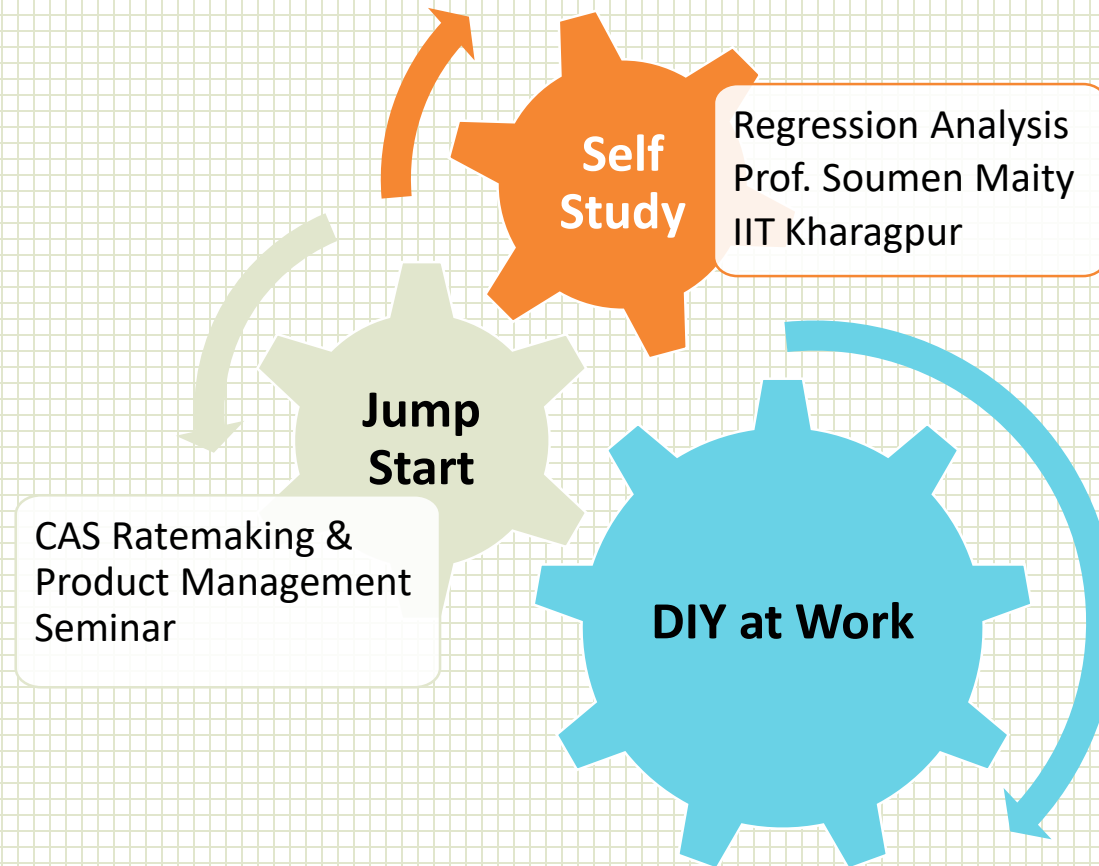 Self
Study
Regression Analysis
Prof. Soumen Maity
IIT Kharagpur
Jump
Start
CAS Ratemaking &
Product Management
Seminar
DIY at Work